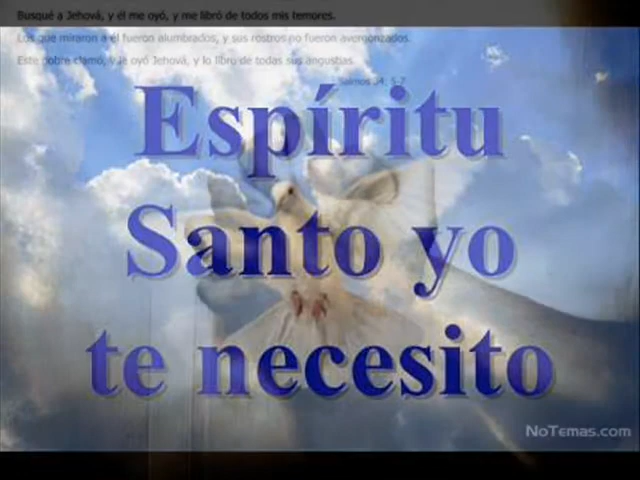 Busqué a Jehová, y él me oyó, y me libró de todos mis temores.
Los que miraron a él fueron alumbrados, y sus rostros no fueron avergonzados.
Este pobre clamó, y le oyó Jehová, y lo libró de todas sus angustias.
Salmos 34: 5-7
Espíritu
Santo yo
te necesito
NoTemas.com